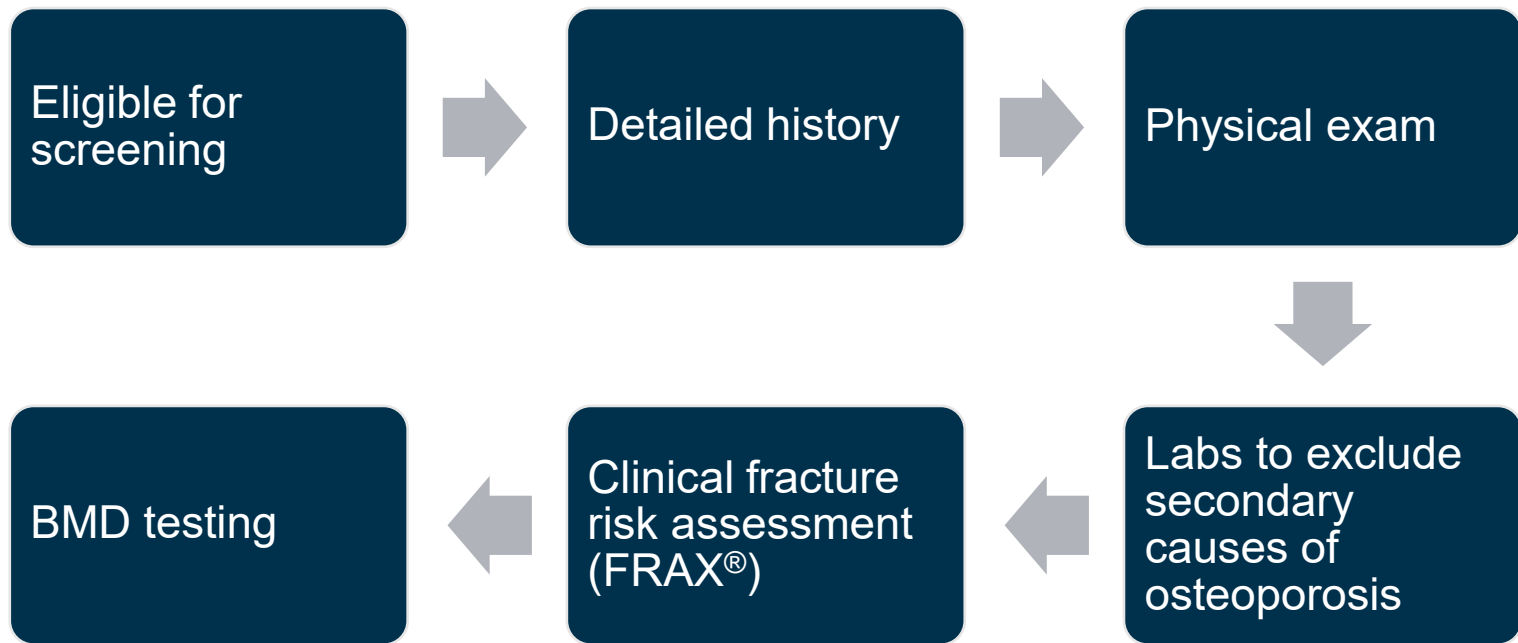 Eligible for
screening
Detailed history
Physical exam
Labs to exclude
secondary
causes of
osteoporosis
Clinical fracture
risk assessment
(FRAX®)
BMD testing